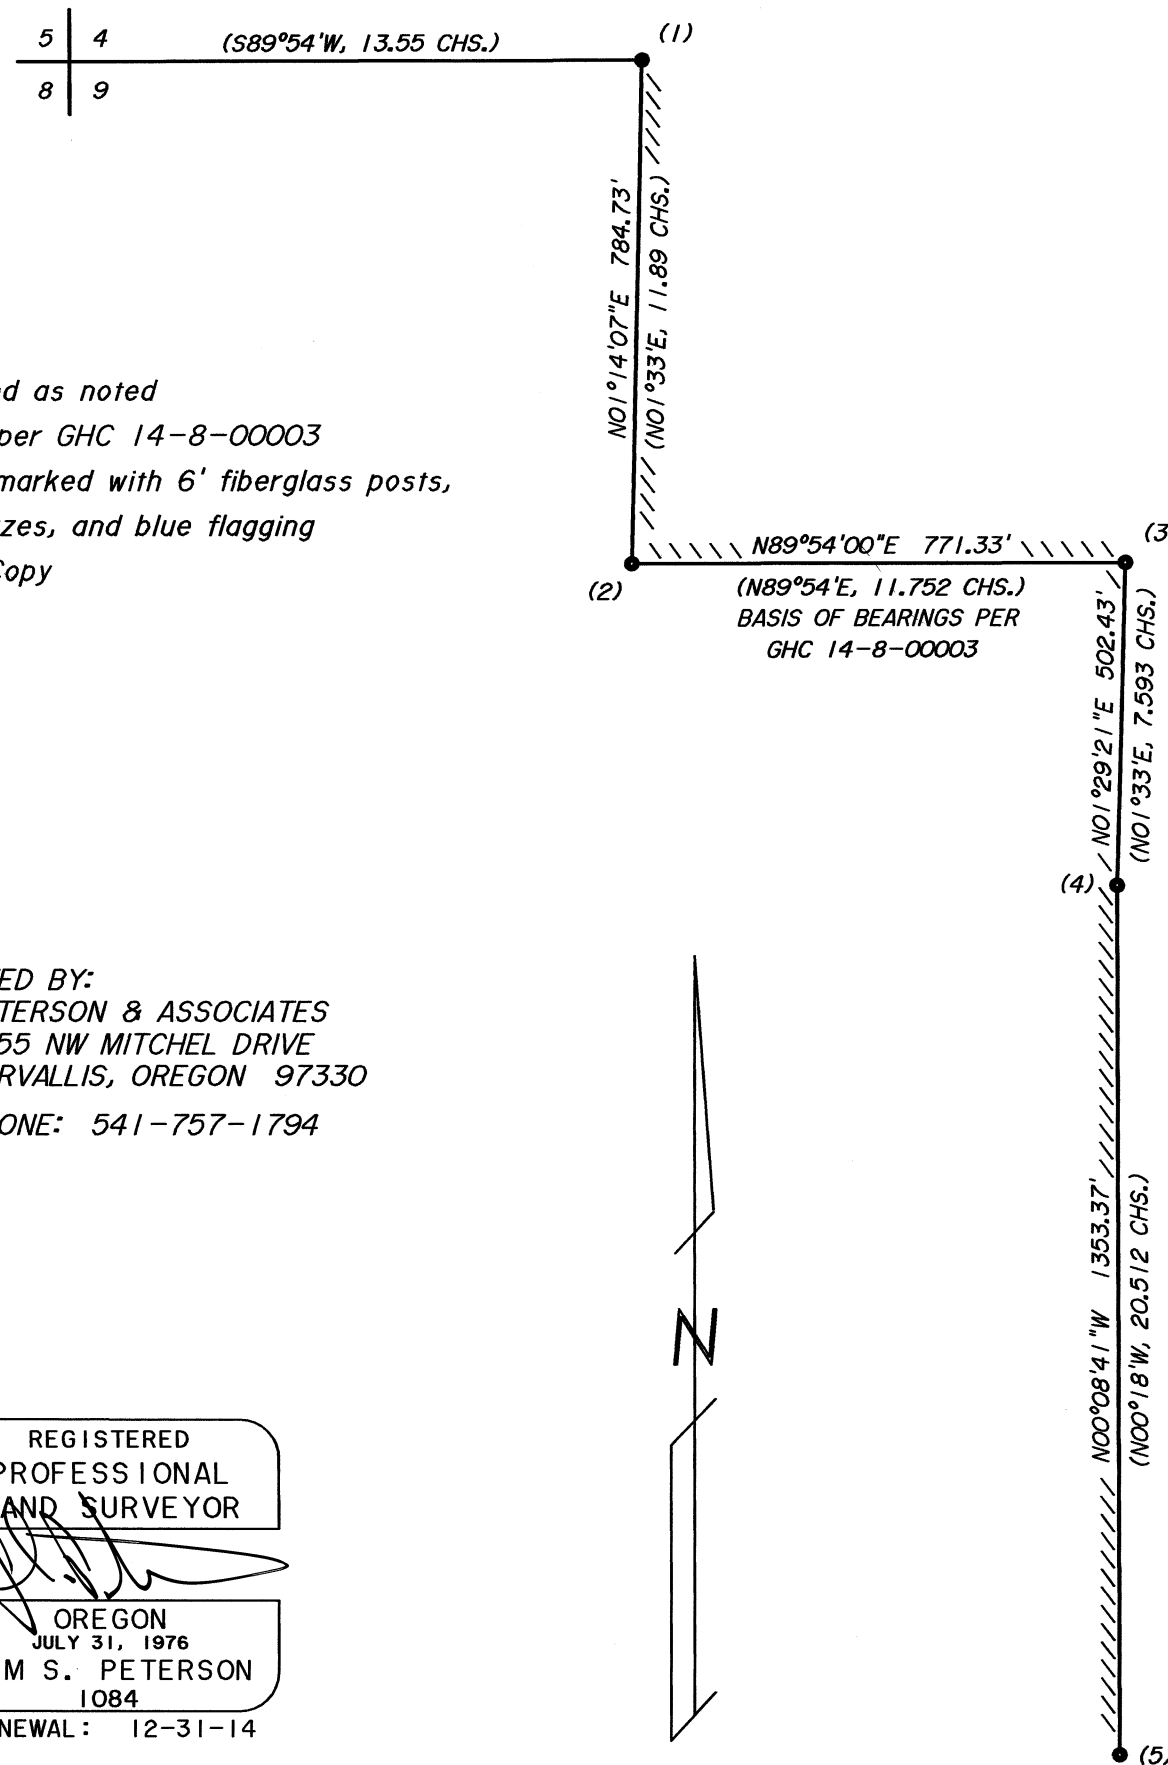 5 4
8 9
(S89°54'W, 13.55 CHS.)
(1)
N01°14'07"E 784.73'
(N01°33'E, 11.89 CHS.)
d as noted
per GHC 14-8-00003
marked with 6' fiberglass posts,
zes, and blue flagging
Copy
(2)
N89°54'00"E 771.33'
(N89°54'E, 11.752 CHS.)
BASIS OF BEARINGS PER
GHC 14-8-00003
(3
N01°29'21"E 502.43'
(N01°33'E, 7.593 CHS.)
(4)
ED BY:
TERSON & ASSOCIATES
55 NW MITCHEL DRIVE
RVALLIS, OREGON 97330
ONE: 541-757-1794
N00°08'41"W 1353.37'
(N00°18'W, 20.512 CHS.)
N
REGISTERED
PROFESSIONAL
AND SURVEYOR
OREGON
JULY 31, 1976
M S. PETERSON
1084
NEWAL: 12-31-14
(5)